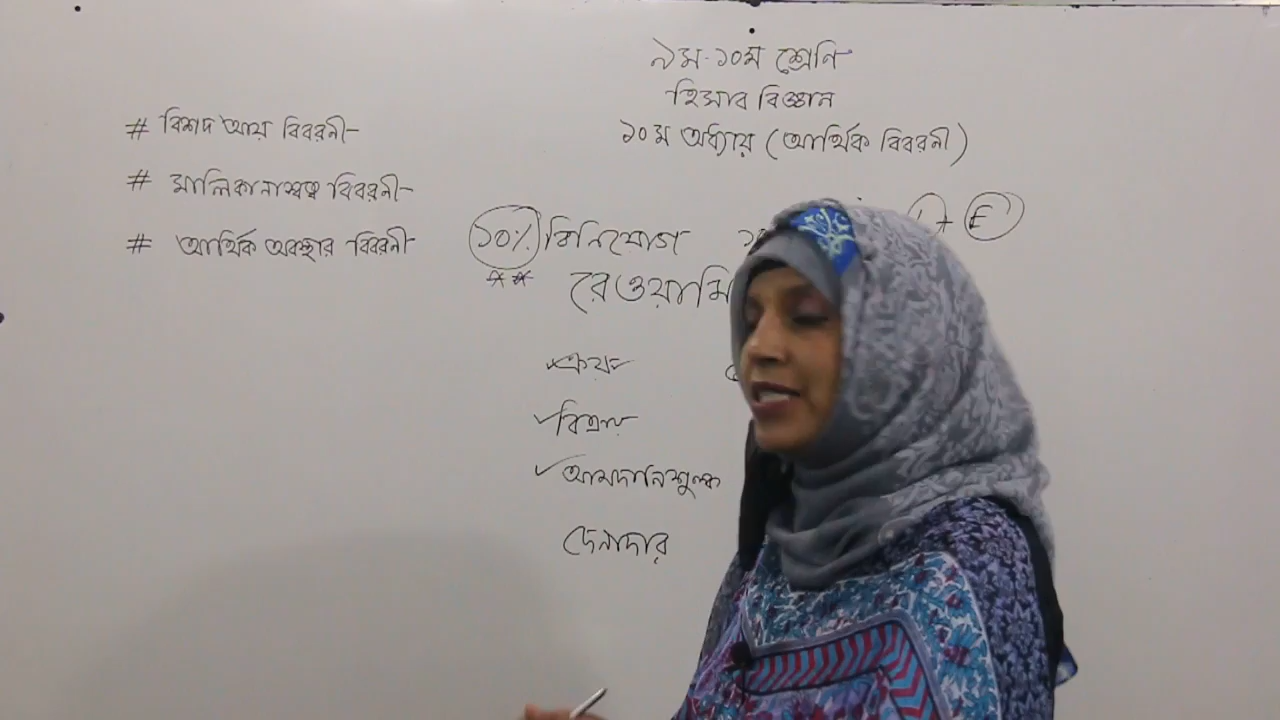 ৯ম-১০ম শ্রেণি
হিসাব বিজ্ঞান
১০ম অধ্যায় (আর্থিক বিবরনী)
# বিশদ আয় বিবরনী
# মালিকানাস্বত্ব বিবরনী
# আর্থিক অবস্থার বিবরনী
১০% বিনিয়োগ
রেওয়ামি
ক্রয়
বিক্রয়
আমদানিশুল্ক
দেনাদার